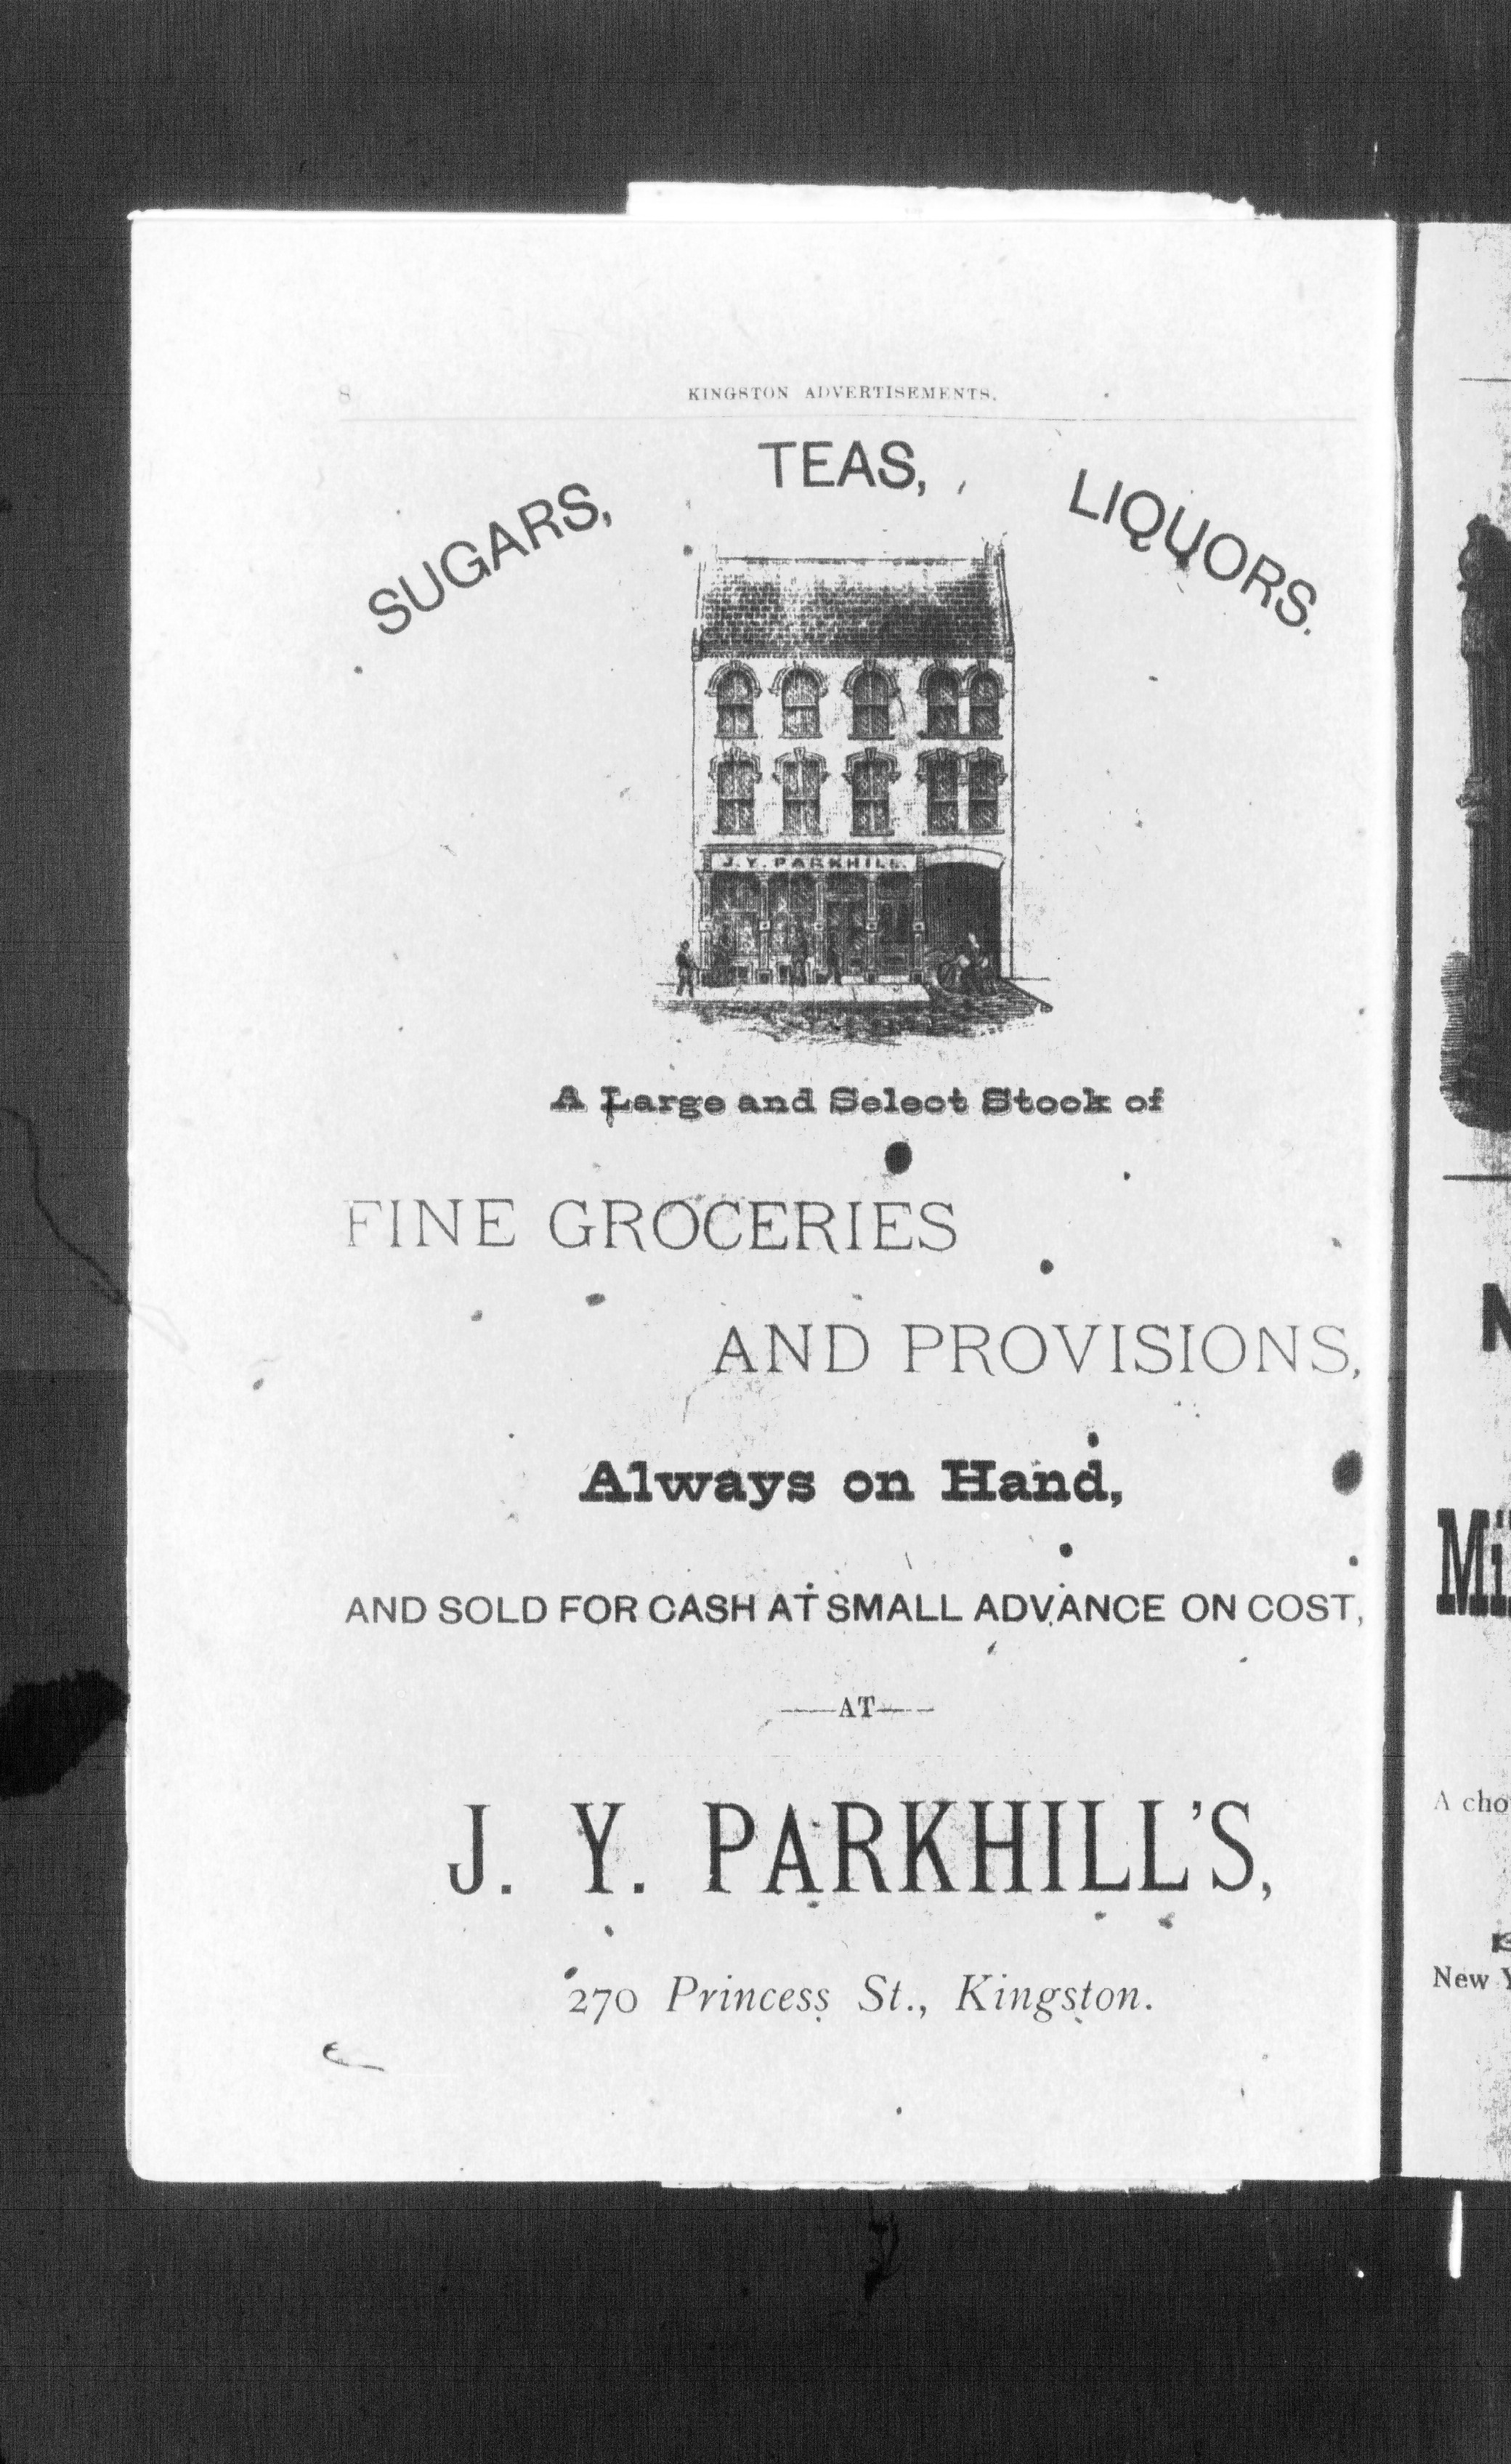 8
KINGSTON ADVERTISEMENTS.
SUGARS,
TEAS,
LIQUORS.
J. Y. PARKHILL.
A Large and Select Stock of
FINE GROCERIES
AND PROVISIONS,
Always on Hand,
AND SOLD FOR CASH AT SMALL ADVANCE ON COST,
——AT——
J. Y. PARKHILL'S,
270 Princess St., Kingston.
A cho
New Y